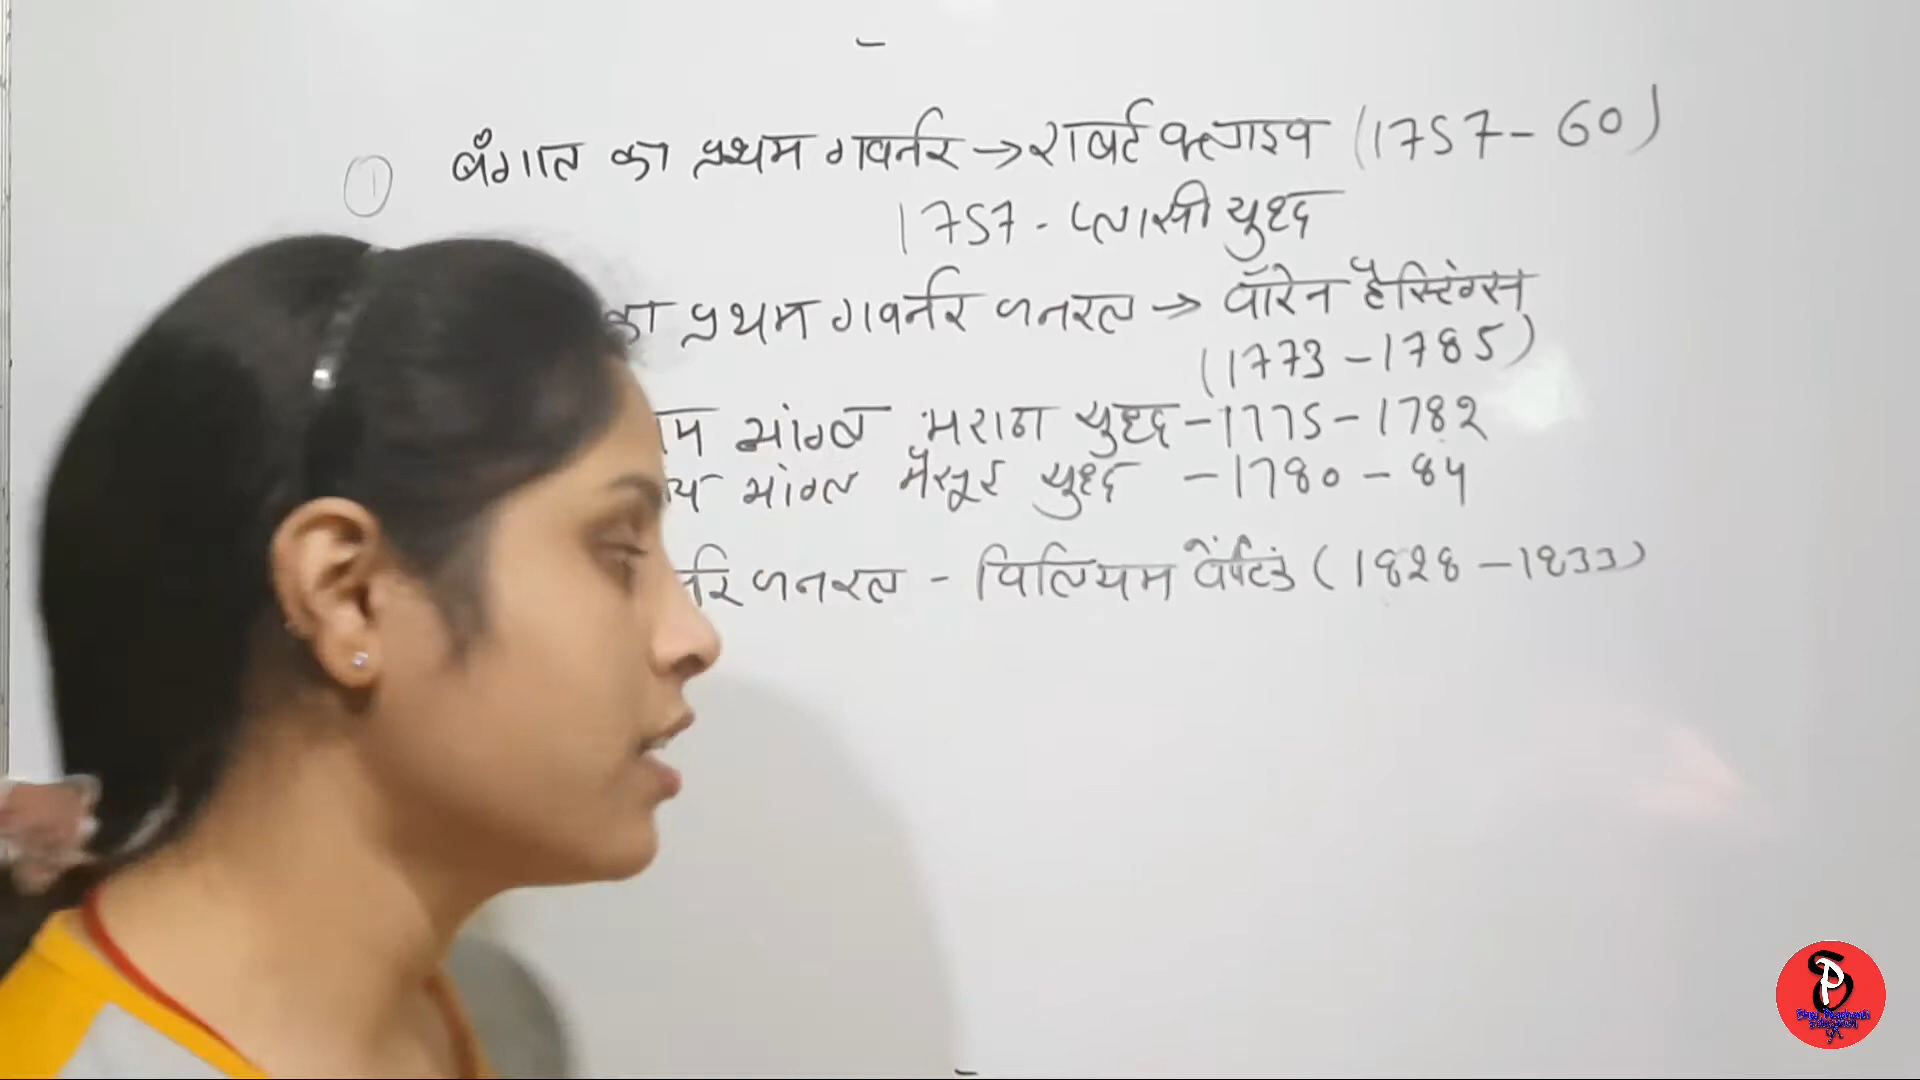 ① बँगाल का प्रथम गवर्नर → राबर्ट क्लाइव (1757 - 60)
1757 - प्लासी युध्द
का प्रथम गवर्नर जनरल → वॉरेन हैस्टिंग्स
(1773 - 1785)
आंग्ल मराठा युध्द - 1775 - 1782
आंग्ल मैसूर युध्द - 1780 - 84
जनरल - विलियम बेंण्टिंड (1828 - 1833)